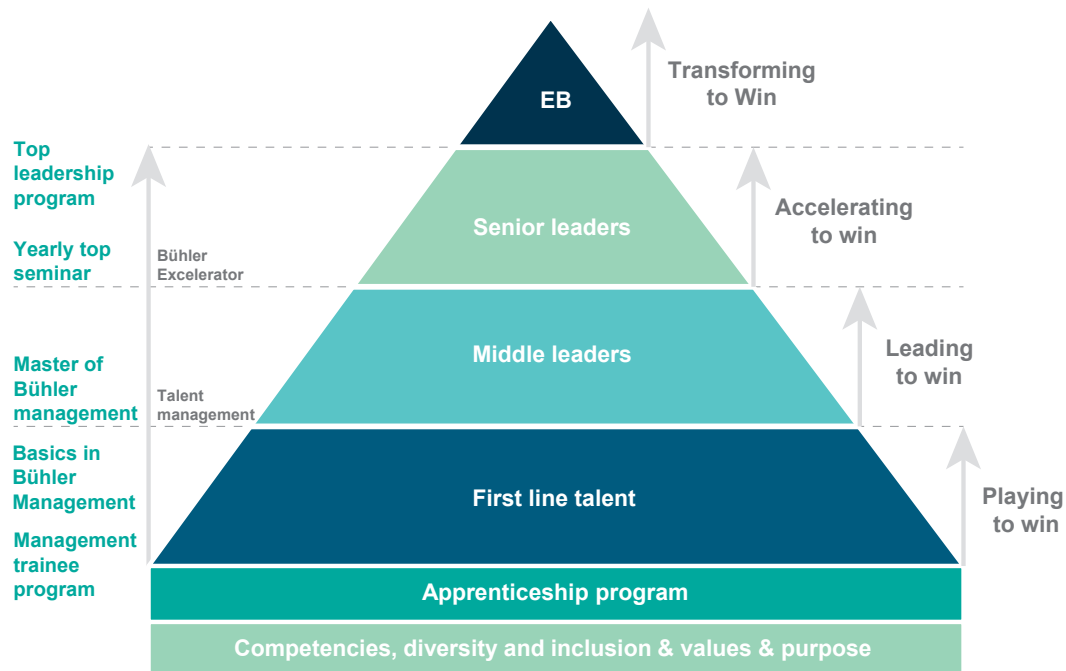 EB
Transforming
to Win
Top
leadership
program
Senior leaders
Accelerating
to win
Yearly top
seminar
Bühler
Excelerator
Middle leaders
Leading
to win
Master of
Bühler
management
Talent
management
Basics in
Bühler
Management
First line talent
Playing
to win
Management
trainee
program
Apprenticeship program
Competencies, diversity and inclusion & values & purpose